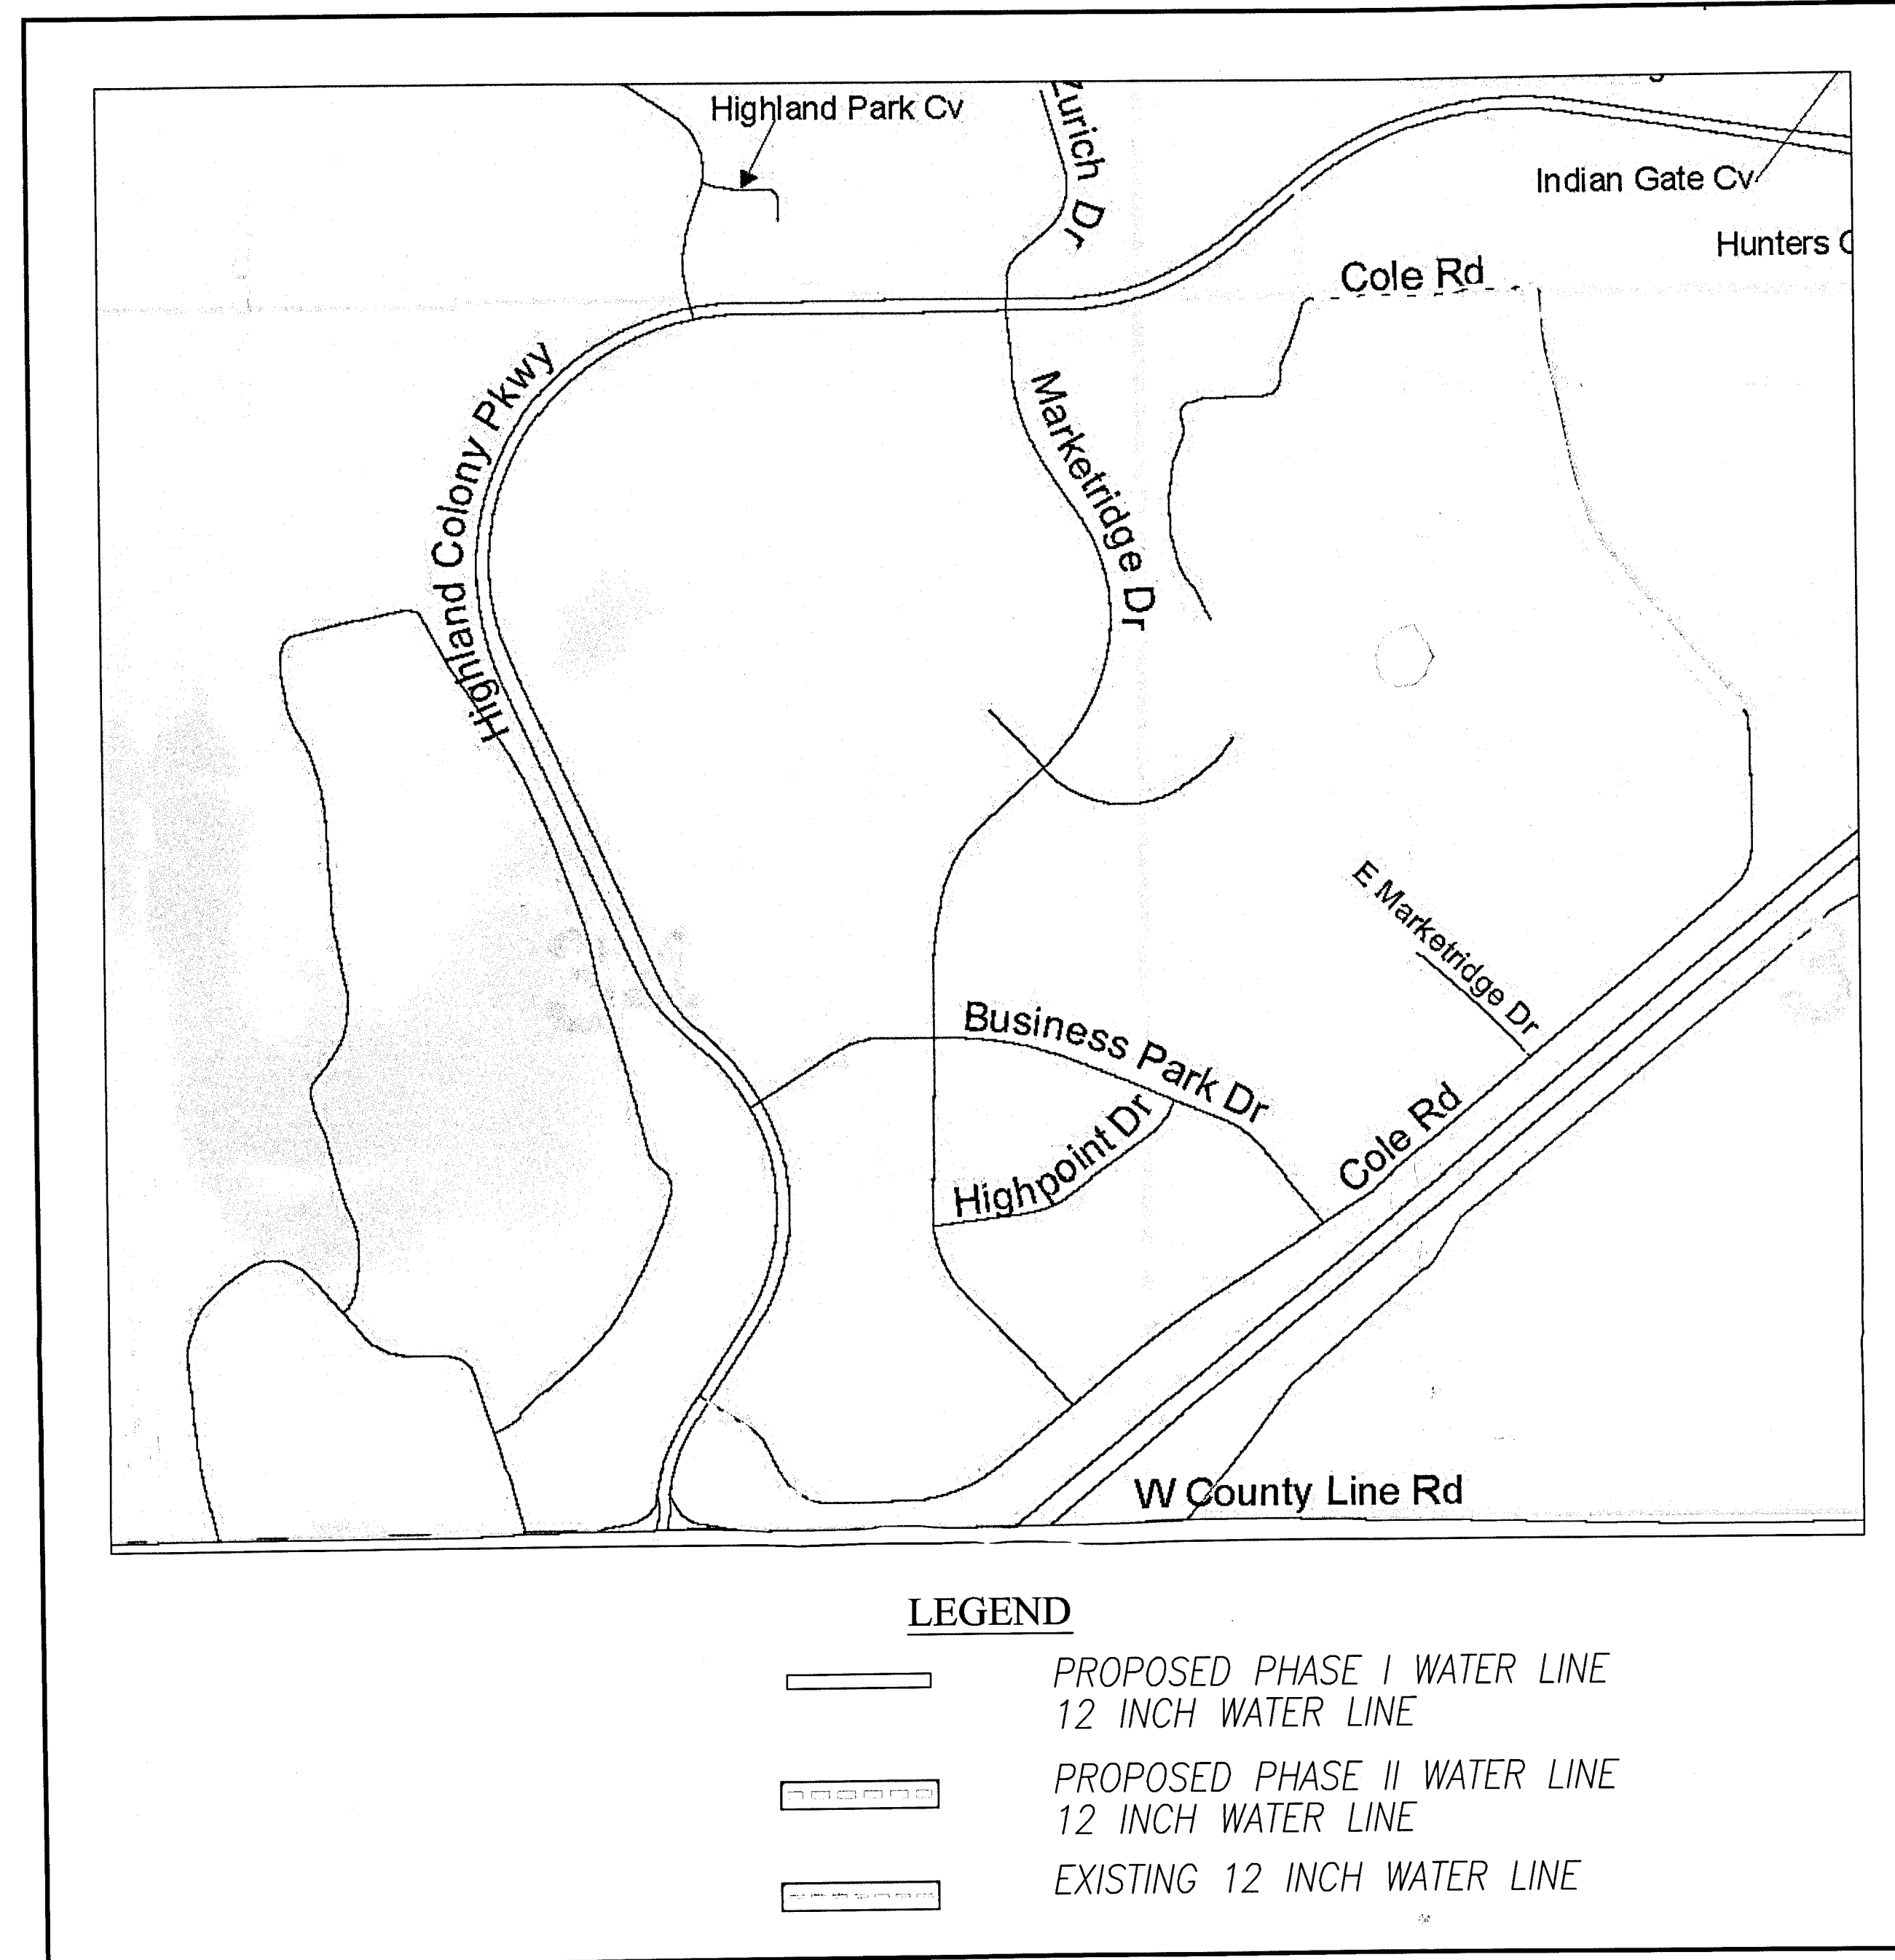 Highland Park Cv
Zurich Dr
Indian Gate Cv
Hunters C
Cole Rd
Highland Colony Pkwy
Marketridge Dr
E Marketridge Dr
Business Park Dr
Highpoint Dr
Cole Rd
W County Line Rd
LEGEND
PROPOSED PHASE I WATER LINE
12 INCH WATER LINE
PROPOSED PHASE II WATER LINE
12 INCH WATER LINE
EXISTING 12 INCH WATER LINE